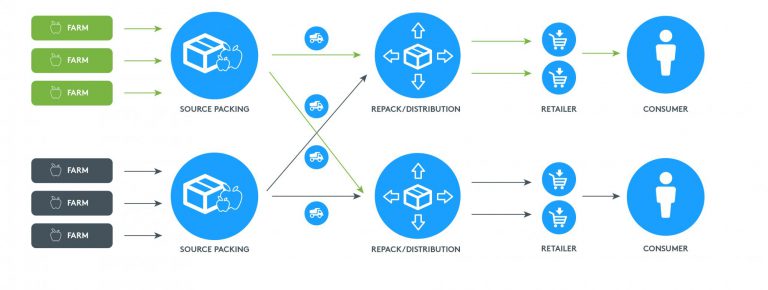 FARM
FARM
FARM
SOURCE PACKING
REPACK/DISTRIBUTION
RETAILER
CONSUMER
FARM
FARM
FARM
SOURCE PACKING
REPACK/DISTRIBUTION
RETAILER
CONSUMER